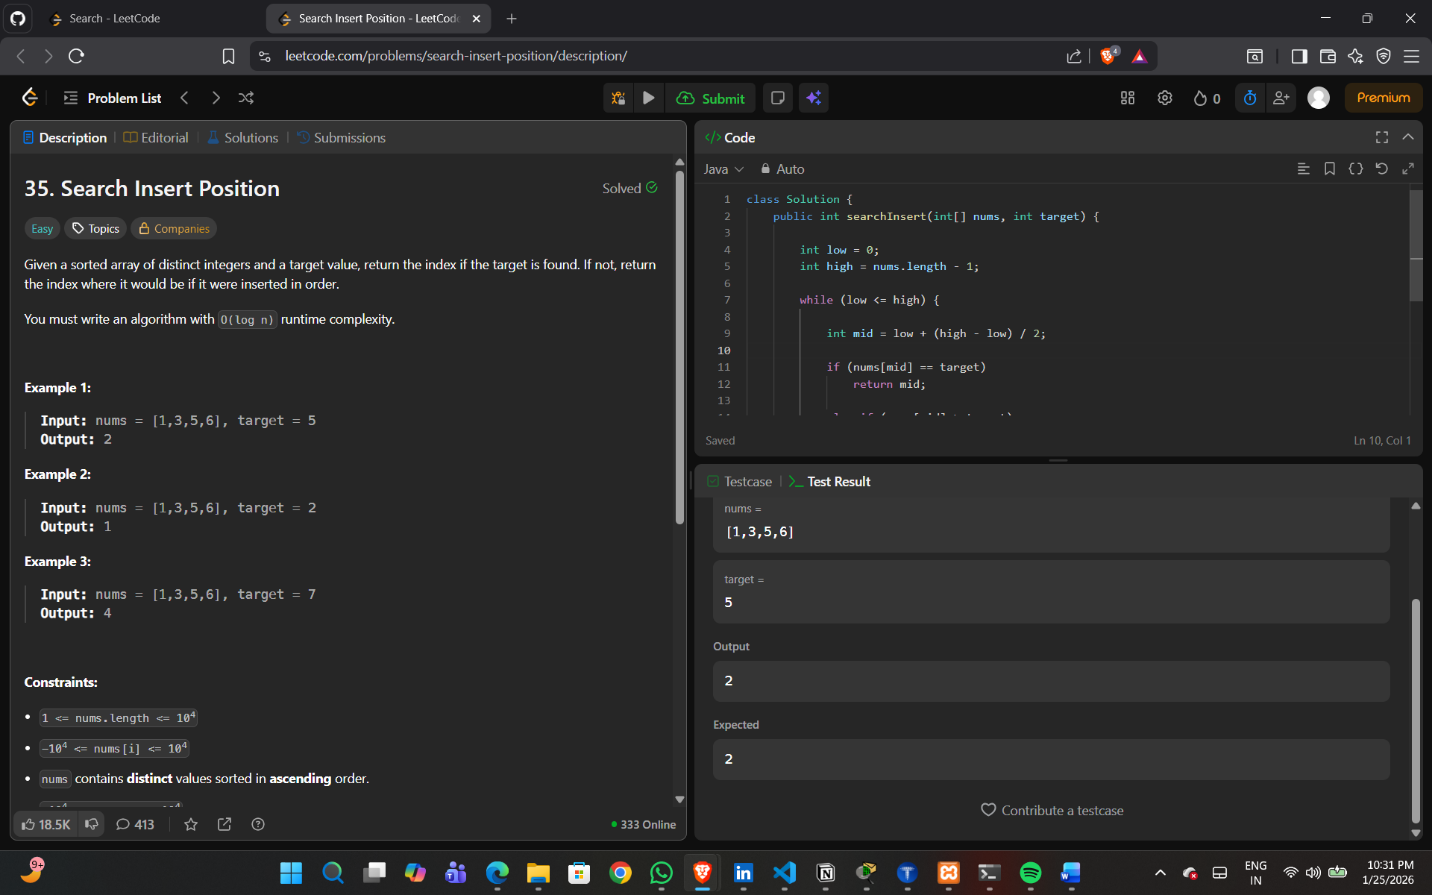 Search - LeetCode
Search Insert Position - LeetCode
leetcode.com/problems/search-insert-position/description/
4
Problem List
Submit
0
Premium
Description
Editorial
Solutions
Submissions
35. Search Insert Position
Solved
Easy
Topics
Companies
Given a sorted array of distinct integers and a target value, return the index if the target is found. If not, return
the index where it would be if it were inserted in order.
You must write an algorithm with O(log n) runtime complexity.
Example 1:
Input: nums = [1,3,5,6], target = 5
Output: 2
Example 2:
Input: nums = [1,3,5,6], target = 2
Output: 1
Example 3:
Input: nums = [1,3,5,6], target = 7
Output: 4
Constraints:
• 1 <= nums.length <= 10⁴
• -10⁴ <= nums[i] <= 10⁴
• nums contains distinct values sorted in ascending order.
18.5K
413
333 Online
</> Code
Java
Auto
1 class Solution {
2 public int searchInsert(int[] nums, int target) {
3
4 int low = 0;
5 int high = nums.length - 1;
6
7 while (low <= high) {
8
9 int mid = low + (high - low) / 2;
10
11 if (nums[mid] == target)
12 return mid;
13
Saved
Ln 10, Col 1
Testcase
Test Result
nums =
[1,3,5,6]
target =
5
Output
2
Expected
2
Contribute a testcase
9+
ENG
IN
10:31 PM
1/25/2026